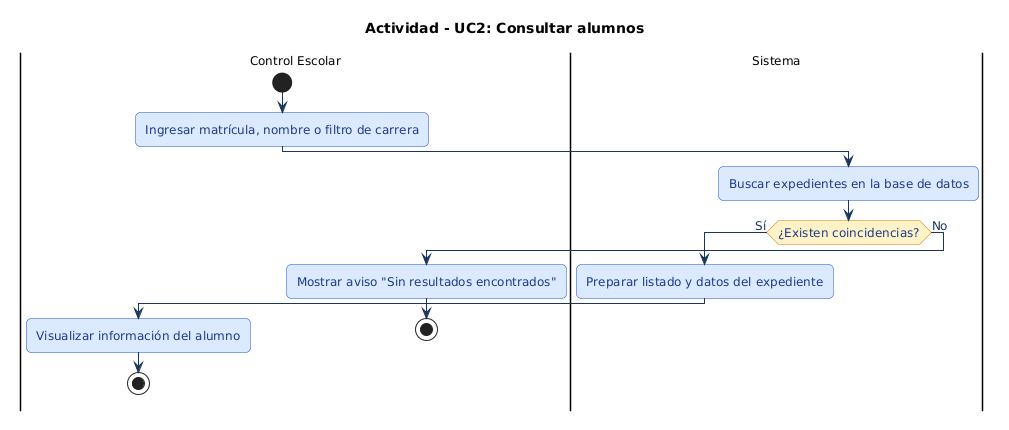 Actividad - UC2: Consultar alumnos
Control Escolar
Sistema
Ingresar matrícula, nombre o filtro de carrera
Buscar expedientes en la base de datos
Sí
¿Existen coincidencias?
No
Mostrar aviso "Sin resultados encontrados"
Preparar listado y datos del expediente
Visualizar información del alumno